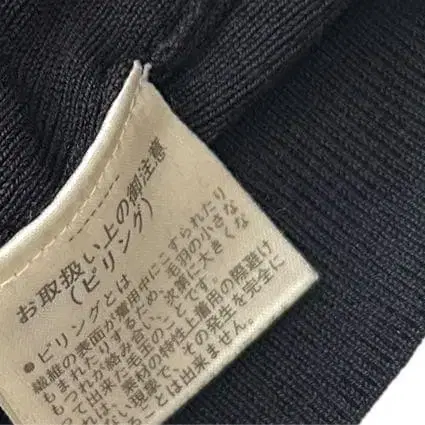 お取扱い上の御注意
(ピリング)
● ピリングとは
繊維の表面が着用中にこすられたり
もまれたりするため、毛羽の小さな
もつれが絡み合い、次第に大きくな
出来た毛玉のことです。
れは、素材の特性上着用の際避け
ない現象で、その発生を完全に
ることは出来ません。